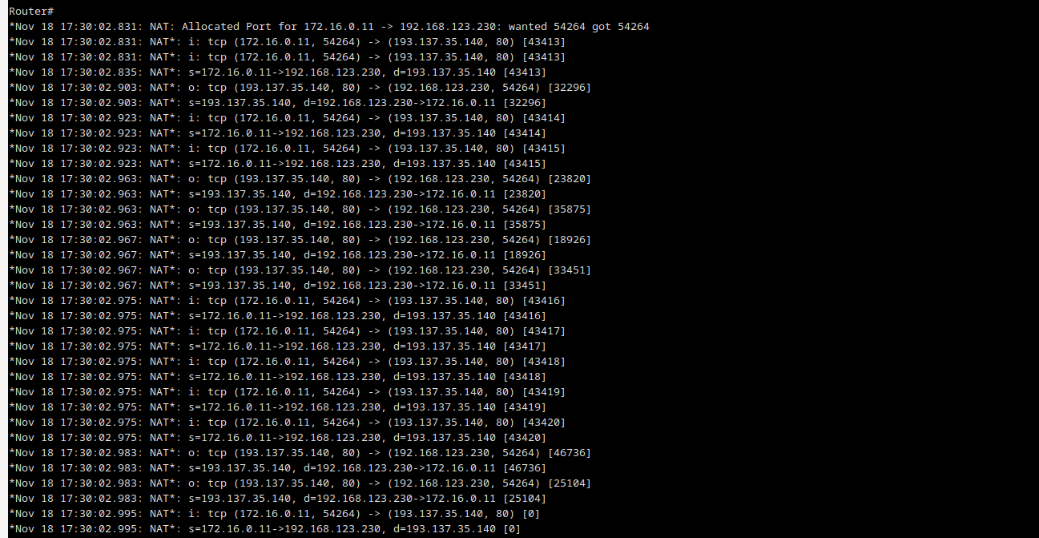 Router#
*Nov 18 17:30:02.831: NAT: Allocated Port for 172.16.0.11 -> 192.168.123.230: wanted 54264 got 54264
*Nov 18 17:30:02.831: NAT*: i: tcp (172.16.0.11, 54264) -> (193.137.35.140, 80) [43413]
*Nov 18 17:30:02.831: NAT*: i: tcp (172.16.0.11, 54264) -> (193.137.35.140, 80) [43413]
*Nov 18 17:30:02.835: NAT*: s=172.16.0.11->192.168.123.230, d=193.137.35.140 [43413]
*Nov 18 17:30:02.903: NAT*: o: tcp (193.137.35.140, 80) -> (192.168.123.230, 54264) [32296]
*Nov 18 17:30:02.903: NAT*: s=193.137.35.140, d=192.168.123.230->172.16.0.11 [32296]
*Nov 18 17:30:02.923: NAT*: i: tcp (172.16.0.11, 54264) -> (193.137.35.140, 80) [43414]
*Nov 18 17:30:02.923: NAT*: s=172.16.0.11->192.168.123.230, d=193.137.35.140 [43414]
*Nov 18 17:30:02.923: NAT*: i: tcp (172.16.0.11, 54264) -> (193.137.35.140, 80) [43415]
*Nov 18 17:30:02.923: NAT*: s=172.16.0.11->192.168.123.230, d=193.137.35.140 [43415]
*Nov 18 17:30:02.963: NAT*: o: tcp (193.137.35.140, 80) -> (192.168.123.230, 54264) [23820]
*Nov 18 17:30:02.963: NAT*: s=193.137.35.140, d=192.168.123.230->172.16.0.11 [23820]
*Nov 18 17:30:02.963: NAT*: o: tcp (193.137.35.140, 80) -> (192.168.123.230, 54264) [35875]
*Nov 18 17:30:02.963: NAT*: s=193.137.35.140, d=192.168.123.230->172.16.0.11 [35875]
*Nov 18 17:30:02.967: NAT*: o: tcp (193.137.35.140, 80) -> (192.168.123.230, 54264) [18926]
*Nov 18 17:30:02.967: NAT*: s=193.137.35.140, d=192.168.123.230->172.16.0.11 [18926]
*Nov 18 17:30:02.967: NAT*: o: tcp (193.137.35.140, 80) -> (192.168.123.230, 54264) [33451]
*Nov 18 17:30:02.967: NAT*: s=193.137.35.140, d=192.168.123.230->172.16.0.11 [33451]
*Nov 18 17:30:02.975: NAT*: i: tcp (172.16.0.11, 54264) -> (193.137.35.140, 80) [43416]
*Nov 18 17:30:02.975: NAT*: s=172.16.0.11->192.168.123.230, d=193.137.35.140 [43416]
*Nov 18 17:30:02.975: NAT*: i: tcp (172.16.0.11, 54264) -> (193.137.35.140, 80) [43417]
*Nov 18 17:30:02.975: NAT*: s=172.16.0.11->192.168.123.230, d=193.137.35.140 [43417]
*Nov 18 17:30:02.975: NAT*: i: tcp (172.16.0.11, 54264) -> (193.137.35.140, 80) [43418]
*Nov 18 17:30:02.975: NAT*: s=172.16.0.11->192.168.123.230, d=193.137.35.140 [43418]
*Nov 18 17:30:02.975: NAT*: i: tcp (172.16.0.11, 54264) -> (193.137.35.140, 80) [43419]
*Nov 18 17:30:02.975: NAT*: s=172.16.0.11->192.168.123.230, d=193.137.35.140 [43419]
*Nov 18 17:30:02.975: NAT*: i: tcp (172.16.0.11, 54264) -> (193.137.35.140, 80) [43420]
*Nov 18 17:30:02.975: NAT*: s=172.16.0.11->192.168.123.230, d=193.137.35.140 [43420]
*Nov 18 17:30:02.983: NAT*: o: tcp (193.137.35.140, 80) -> (192.168.123.230, 54264) [46736]
*Nov 18 17:30:02.983: NAT*: s=193.137.35.140, d=192.168.123.230->172.16.0.11 [46736]
*Nov 18 17:30:02.983: NAT*: o: tcp (193.137.35.140, 80) -> (192.168.123.230, 54264) [25104]
*Nov 18 17:30:02.983: NAT*: s=193.137.35.140, d=192.168.123.230->172.16.0.11 [25104]
*Nov 18 17:30:02.995: NAT*: i: tcp (172.16.0.11, 54264) -> (193.137.35.140, 80) [0]
*Nov 18 17:30:02.995: NAT*: s=172.16.0.11->192.168.123.230, d=193.137.35.140 [0]